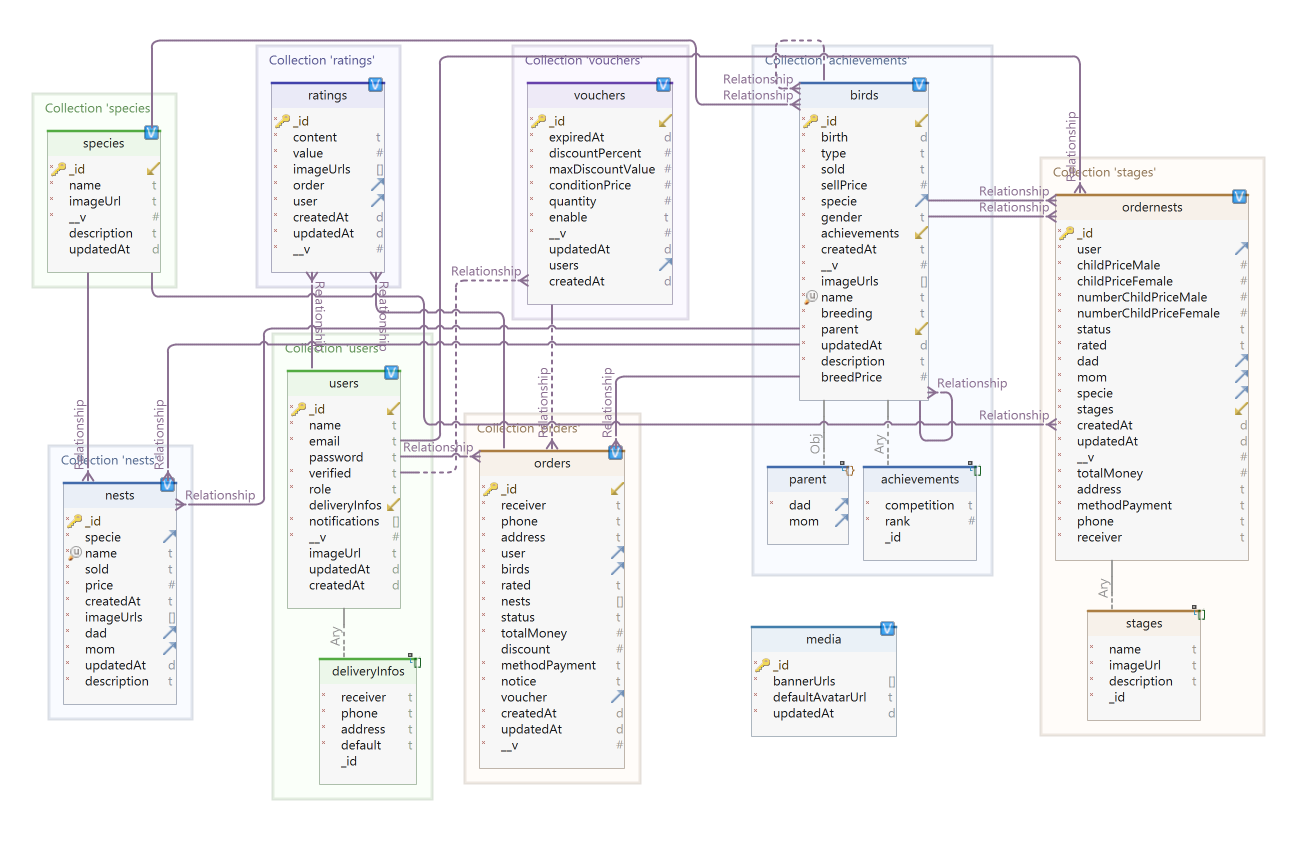 Collection 'species
species
_id
name t
imageUrl t
__v #
description t
updatedAt d
Collection 'ratings'
ratings
_id
content t
value #
imageUrls []
order
user
createdAt d
updatedAt d
__v #
Collection 'vouchers'
vouchers
_id
expiredAt d
discountPercent #
maxDiscountValue #
conditionPrice #
quantity #
enable t
__v #
updatedAt d
users
createdAt d
Collection 'achievements'
Relationship
Relationship
birds
_id
birth d
type t
sold t
sellPrice #
specie
gender t
achievements
createdAt t
__v #
imageUrls []
u name t
breeding t
parent
updatedAt d
description t
breedPrice #
Relationship
Obj
Ary
parent
dad
mom
achievements
competition t
rank #
_id
Relationship
Relationship
Relationship
Relationship
Collection 'stages'
ordernests
_id
user
childPriceMale #
childPriceFemale #
numberChildPriceMale #
numberChildPriceFemale #
status t
rated t
dad
mom
specie
stages
createdAt d
updatedAt d
__v #
totalMoney #
address t
methodPayment t
phone t
receiver t
Ary
stages
name t
imageUrl t
description t
_id
Relationship
Relationship
Relationship
Collection 'users'
users
_id
name t
email t
password t
verified t
role t
deliveryInfos
notifications []
__v #
imageUrl t
updatedAt d
createdAt d
Ary
deliveryInfos
receiver t
phone t
address t
default t
_id
Relationship
Relationship
Relationship
Collection 'orders'
orders
_id
receiver t
phone t
address t
user
birds
rated t
nests []
status t
totalMoney #
discount #
methodPayment t
notice t
voucher
createdAt d
updatedAt d
__v #
Relationship
Relationship
Relationship
Collection 'nests'
nests
_id
specie
u name t
sold t
price #
createdAt t
imageUrls []
dad
mom
updatedAt d
description t
media
_id
bannerUrls []
defaultAvatarUrl t
updatedAt d